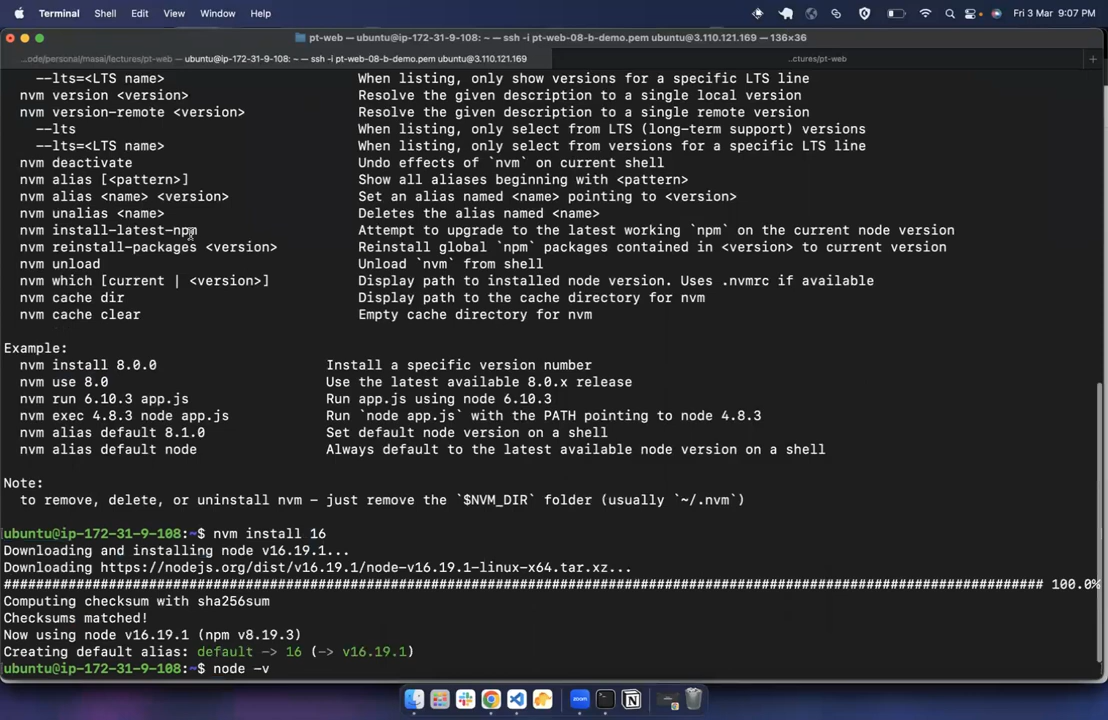 Terminal Shell Edit View Window Help Fri 3 Mar 9:07 PM
pt-web — ubuntu@ip-172-31-9-108: ~ — ssh -i pt-web-08-b-demo.pem ubuntu@3.110.121.169 — 136×36
...ode/personal/masai/lectures/pt-web — ubuntu@ip-172-31-9-108: ~ — ssh -i pt-web-08-b-demo.pem ubuntu@3.110.121.169 ...ctures/pt-web +
--lts=<LTS name> When listing, only show versions for a specific LTS line
nvm version <version> Resolve the given description to a single local version
nvm version-remote <version> Resolve the given description to a single remote version
--lts When listing, only select from LTS (long-term support) versions
--lts=<LTS name> When listing, only select from versions for a specific LTS line
nvm deactivate Undo effects of `nvm` on current shell
nvm alias [<pattern>] Show all aliases beginning with <pattern>
nvm alias <name> <version> Set an alias named <name> pointing to <version>
nvm unalias <name> Deletes the alias named <name>
nvm install-latest-npm Attempt to upgrade to the latest working `npm` on the current node version
nvm reinstall-packages <version> Reinstall global `npm` packages contained in <version> to current version
nvm unload Unload `nvm` from shell
nvm which [current | <version>] Display path to installed node version. Uses .nvmrc if available
nvm cache dir Display path to the cache directory for nvm
nvm cache clear Empty cache directory for nvm
Example:
nvm install 8.0.0 Install a specific version number
nvm use 8.0 Use the latest available 8.0.x release
nvm run 6.10.3 app.js Run app.js using node 6.10.3
nvm exec 4.8.3 node app.js Run `node app.js` with the PATH pointing to node 4.8.3
nvm alias default 8.1.0 Set default node version on a shell
nvm alias default node Always default to the latest available node version on a shell
Note:
to remove, delete, or uninstall nvm – just remove the `$NVM_DIR` folder (usually `~/.nvm`)
ubuntu@ip-172-31-9-108:~$ nvm install 16
Downloading and installing node v16.19.1...
Downloading https://nodejs.org/dist/v16.19.1/node-v16.19.1-linux-x64.tar.xz...
################################################################################################################################# 100.0%
Computing checksum with sha256sum
Checksums matched!
Now using node v16.19.1 (npm v8.19.3)
Creating default alias: default -> 16 (-> v16.19.1)
ubuntu@ip-172-31-9-108:~$ node -v
zoom